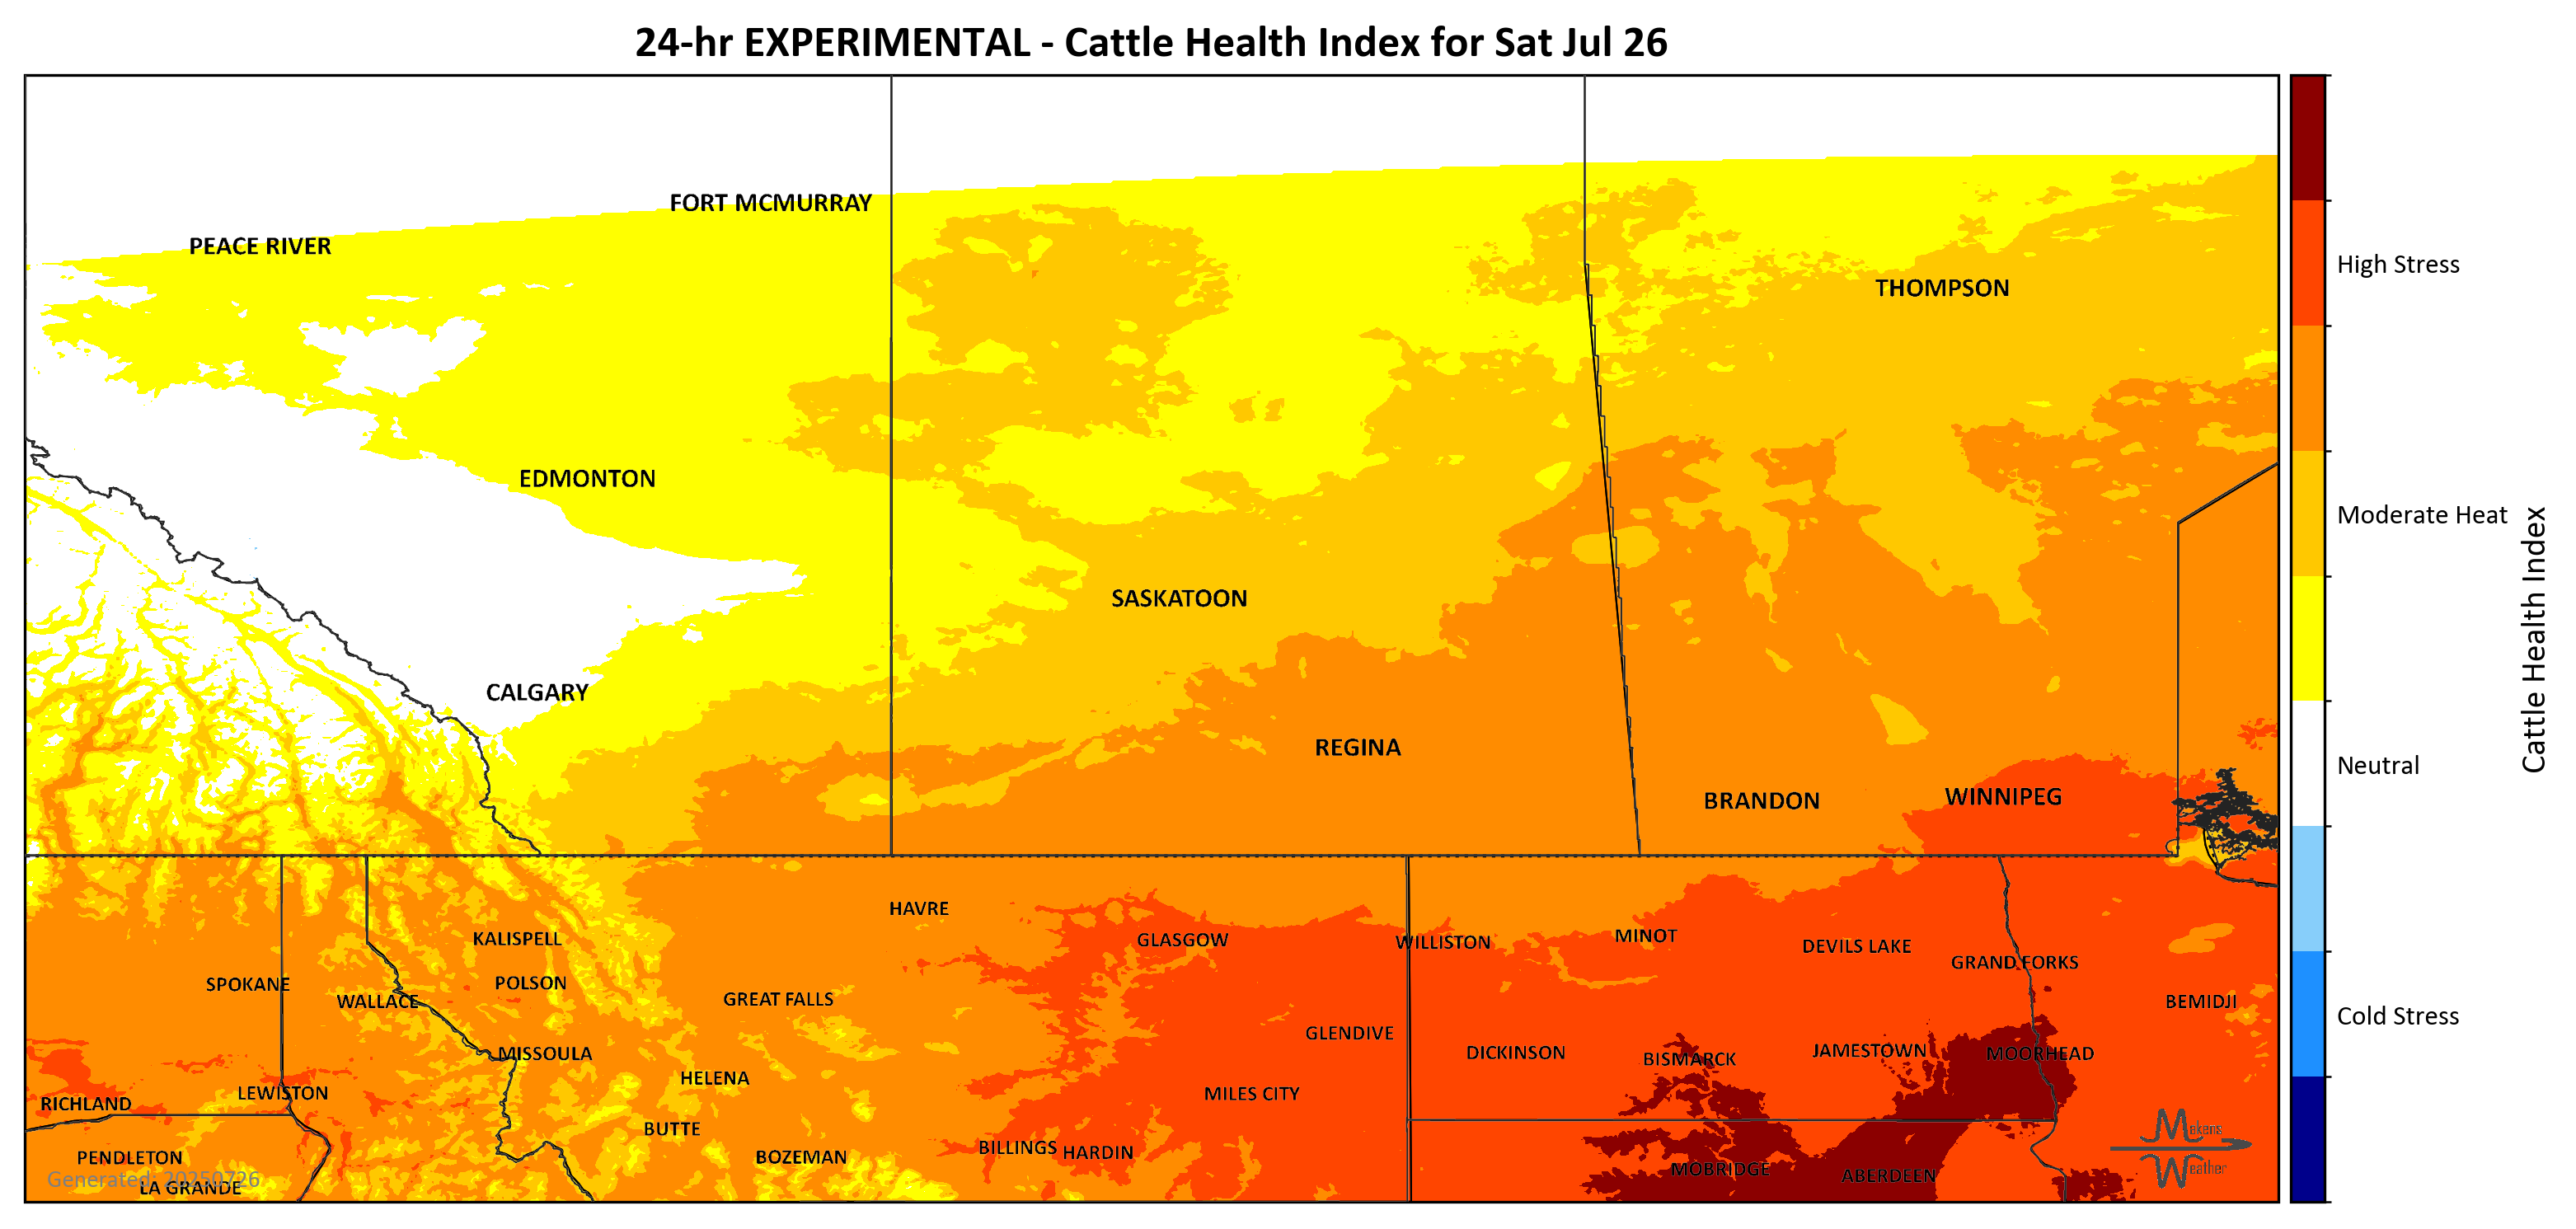 24-hr EXPERIMENTAL - Cattle Health Index for Sat Jul 26
FORT MCMURRAY
PEACE RIVER
THOMPSON
EDMONTON
SASKATOON
CALGARY
REGINA
BRANDON
WINNIPEG
HAVRE
KALISPELL
GLASGOW
WILLISTON
MINOT
DEVILS LAKE
GRAND FORKS
SPOKANE
POLSON
WALLACE
GREAT FALLS
BEMIDJI
GLENDIVE
MISSOULA
DICKINSON
BISMARCK
JAMESTOWN
MOORHEAD
HELENA
LEWISTON
MILES CITY
RICHLAND
BUTTE
BILLINGS
HARDIN
PENDLETON
BOZEMAN
MOBRIDGE
ABERDEEN
LA GRANDE
Generated: 20250726
Makens
Weather
High Stress
Moderate Heat
Neutral
Cold Stress
Cattle Health Index